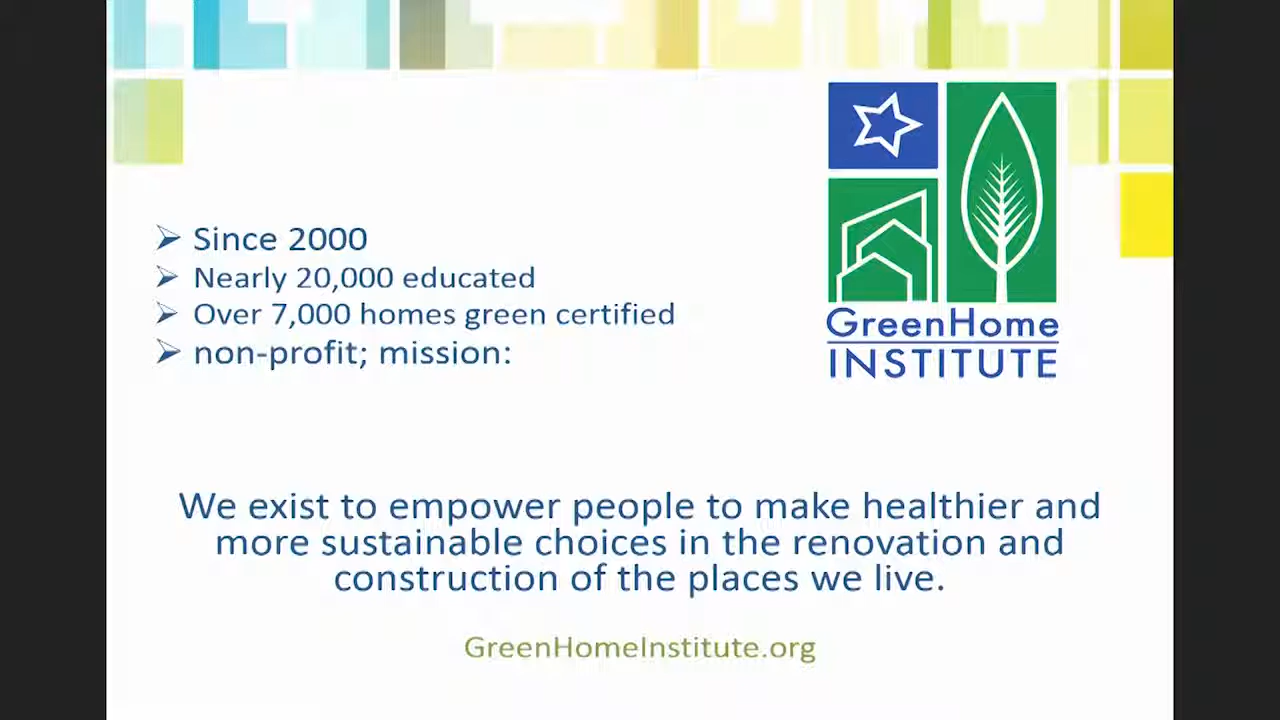 Since 2000
Nearly 20,000 educated
Over 7,000 homes green certified
non-profit; mission:
GreenHome
INSTITUTE
We exist to empower people to make healthier and
more sustainable choices in the renovation and
construction of the places we live.
GreenHomeInstitute.org